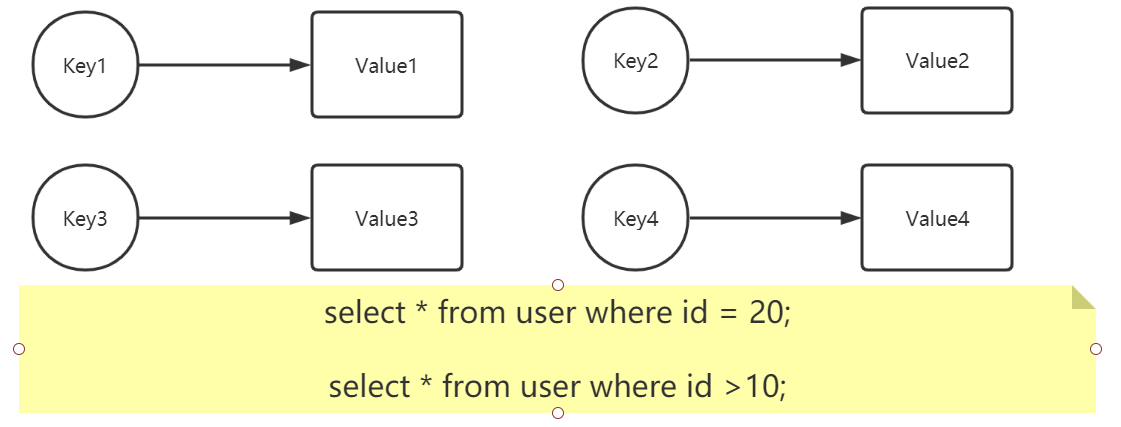 Key1 Value1 Key2 Value2
Key3 Value3 Key4 Value4
select * from user where id = 20;
select * from user where id >10;